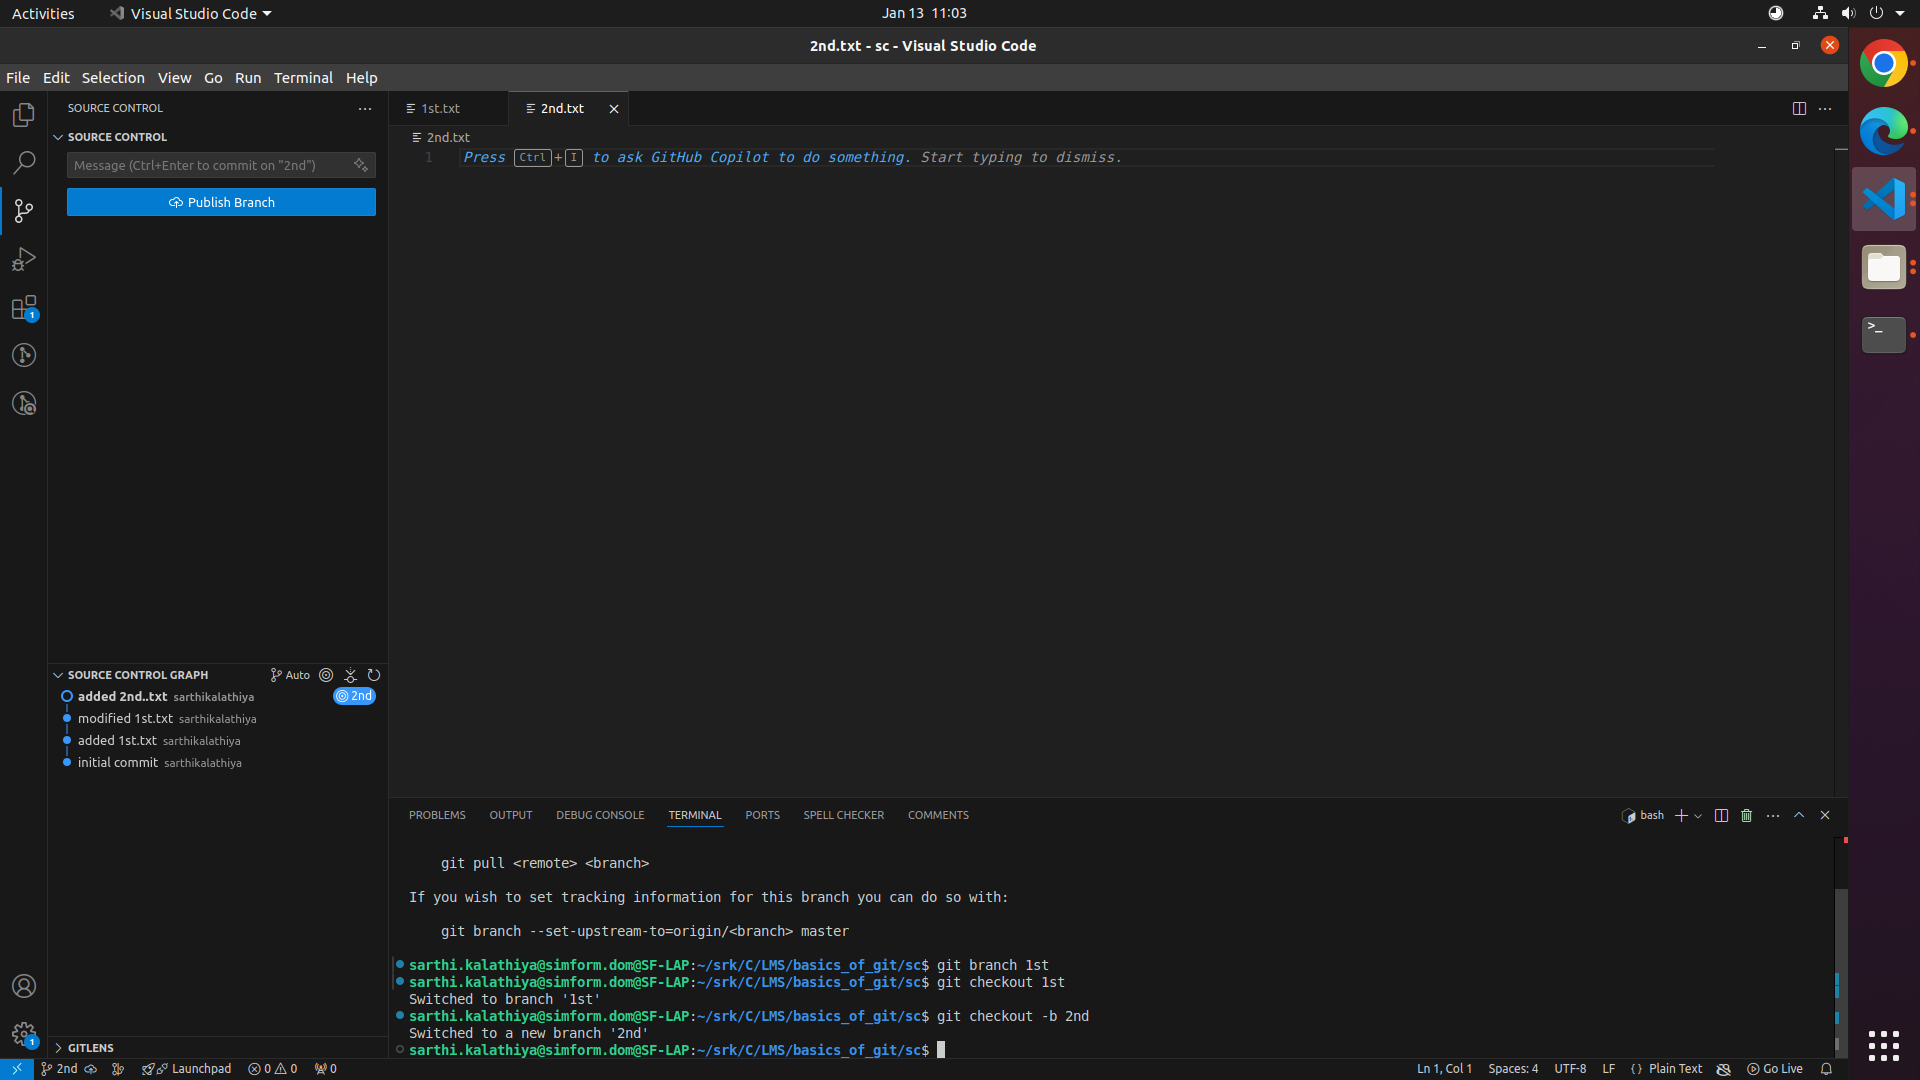 Activities
Visual Studio Code
Jan 13 11:03
2nd.txt - sc - Visual Studio Code
File Edit Selection View Go Run Terminal Help
SOURCE CONTROL
SOURCE CONTROL
Message (Ctrl+Enter to commit on "2nd")
Publish Branch
1
1st.txt
2nd.txt
2nd.txt
1 Press Ctrl+I to ask GitHub Copilot to do something. Start typing to dismiss.
SOURCE CONTROL GRAPH
Auto
added 2nd..txt sarthikalathiya 2nd
modified 1st.txt sarthikalathiya
added 1st.txt sarthikalathiya
initial commit sarthikalathiya
GITLENS
1
PROBLEMS OUTPUT DEBUG CONSOLE TERMINAL PORTS SPELL CHECKER COMMENTS
bash
git pull <remote> <branch>
If you wish to set tracking information for this branch you can do so with:
git branch --set-upstream-to=origin/<branch> master
sarthi.kalathiya@simform.dom@SF-LAP:~/srk/C/LMS/basics_of_git/sc$ git branch 1st
sarthi.kalathiya@simform.dom@SF-LAP:~/srk/C/LMS/basics_of_git/sc$ git checkout 1st
Switched to branch '1st'
sarthi.kalathiya@simform.dom@SF-LAP:~/srk/C/LMS/basics_of_git/sc$ git checkout -b 2nd
Switched to a new branch '2nd'
sarthi.kalathiya@simform.dom@SF-LAP:~/srk/C/LMS/basics_of_git/sc$
2nd
Launchpad
0 0
0
Ln 1, Col 1
Spaces: 4
UTF-8
LF
{} Plain Text
Go Live
>_